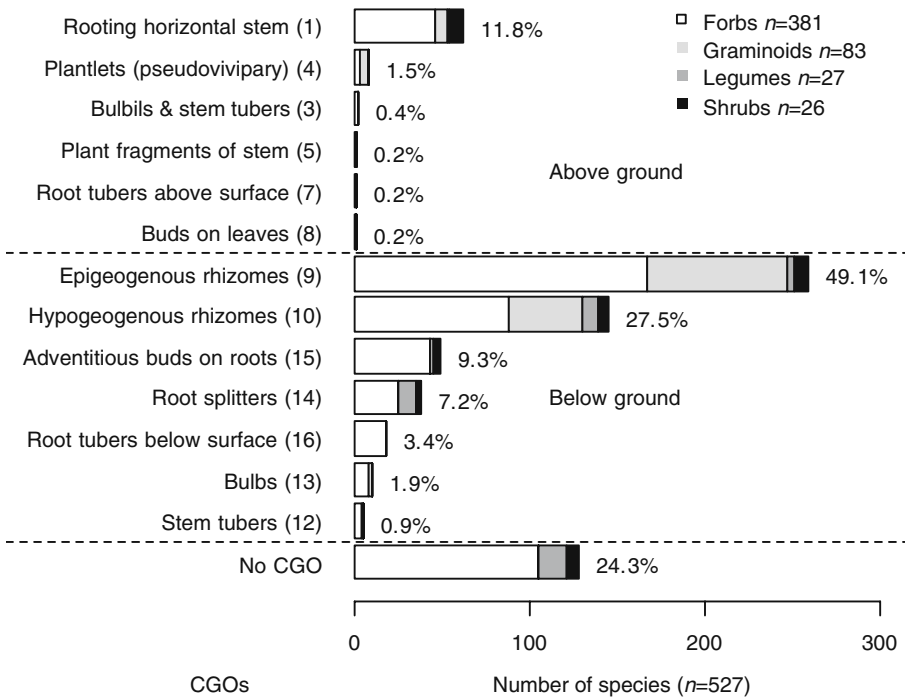 Rooting horizontal stem (1) 11.8%
Plantlets (pseudovivipary) (4) 1.5%
Bulbils & stem tubers (3) 0.4%
Plant fragments of stem (5) 0.2%
Root tubers above surface (7) 0.2%
Buds on leaves (8) 0.2%
Forbs n=381
Graminoids n=83
Legumes n=27
Shrubs n=26
Above ground
Epigeogenous rhizomes (9) 49.1%
Hypogeogenous rhizomes (10) 27.5%
Adventitious buds on roots (15) 9.3%
Root splitters (14) 7.2%
Root tubers below surface (16) 3.4%
Bulbs (13) 1.9%
Stem tubers (12) 0.9%
Below ground
No CGO 24.3%
0 100 200 300
CGOs Number of species (n=527)